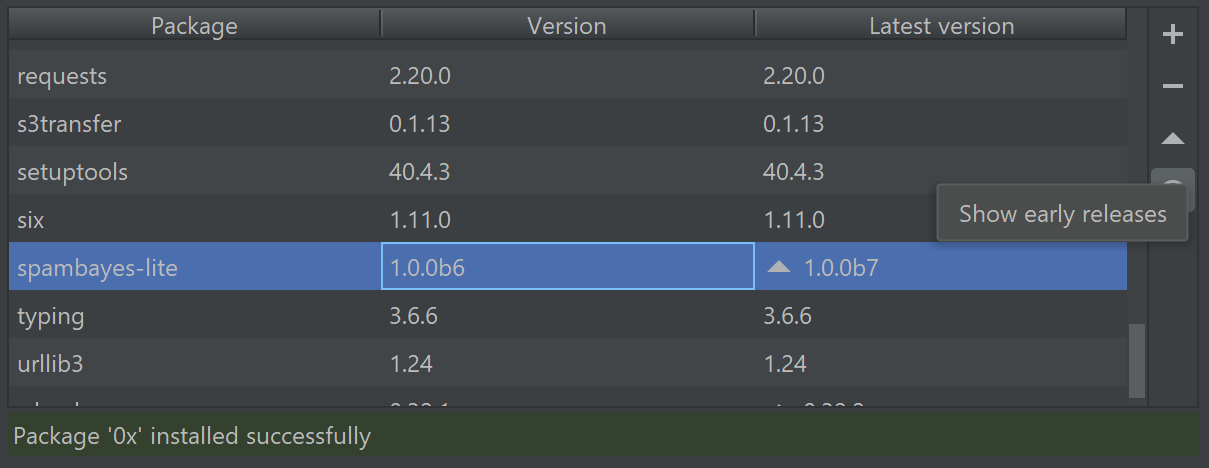 Package Version Latest version
requests 2.20.0 2.20.0
s3transfer 0.1.13 0.1.13
setuptools 40.4.3 40.4.3
six 1.11.0 1.11.0
Show early releases
spambayes-lite 1.0.0b6 1.0.0b7
typing 3.6.6 3.6.6
urllib3 1.24 1.24
Package '0x' installed successfully